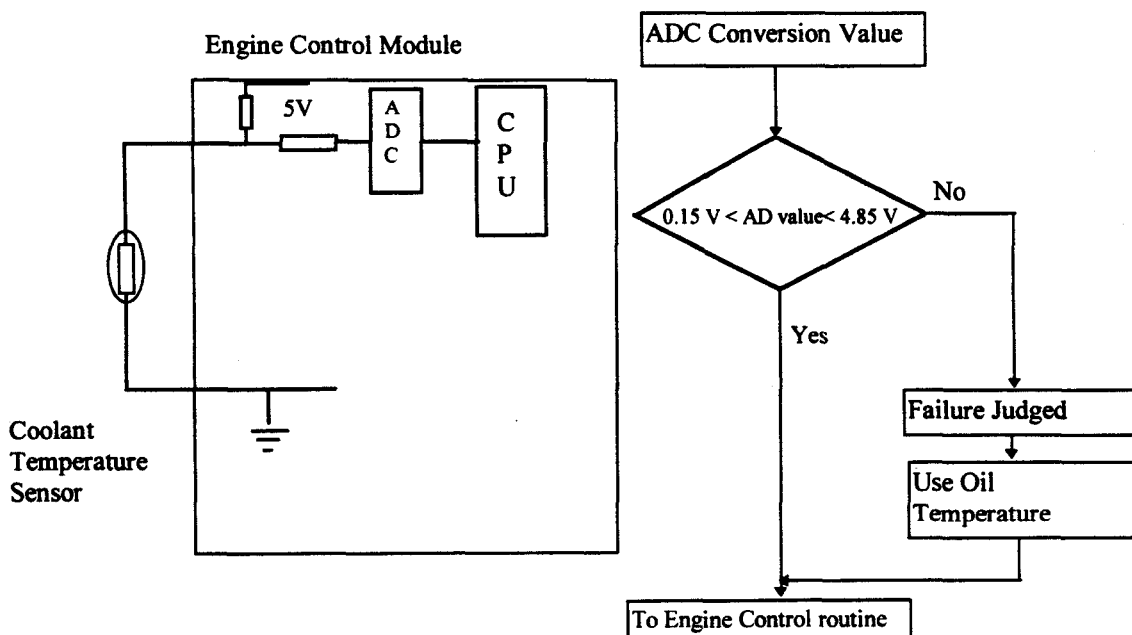 Engine Control Module
5V
A
D
C
C
P
U
Coolant
Temperature
Sensor
ADC Conversion Value
0.15 V < AD value< 4.85 V
No
Yes
Failure Judged
Use Oil
Temperature
To Engine Control routine